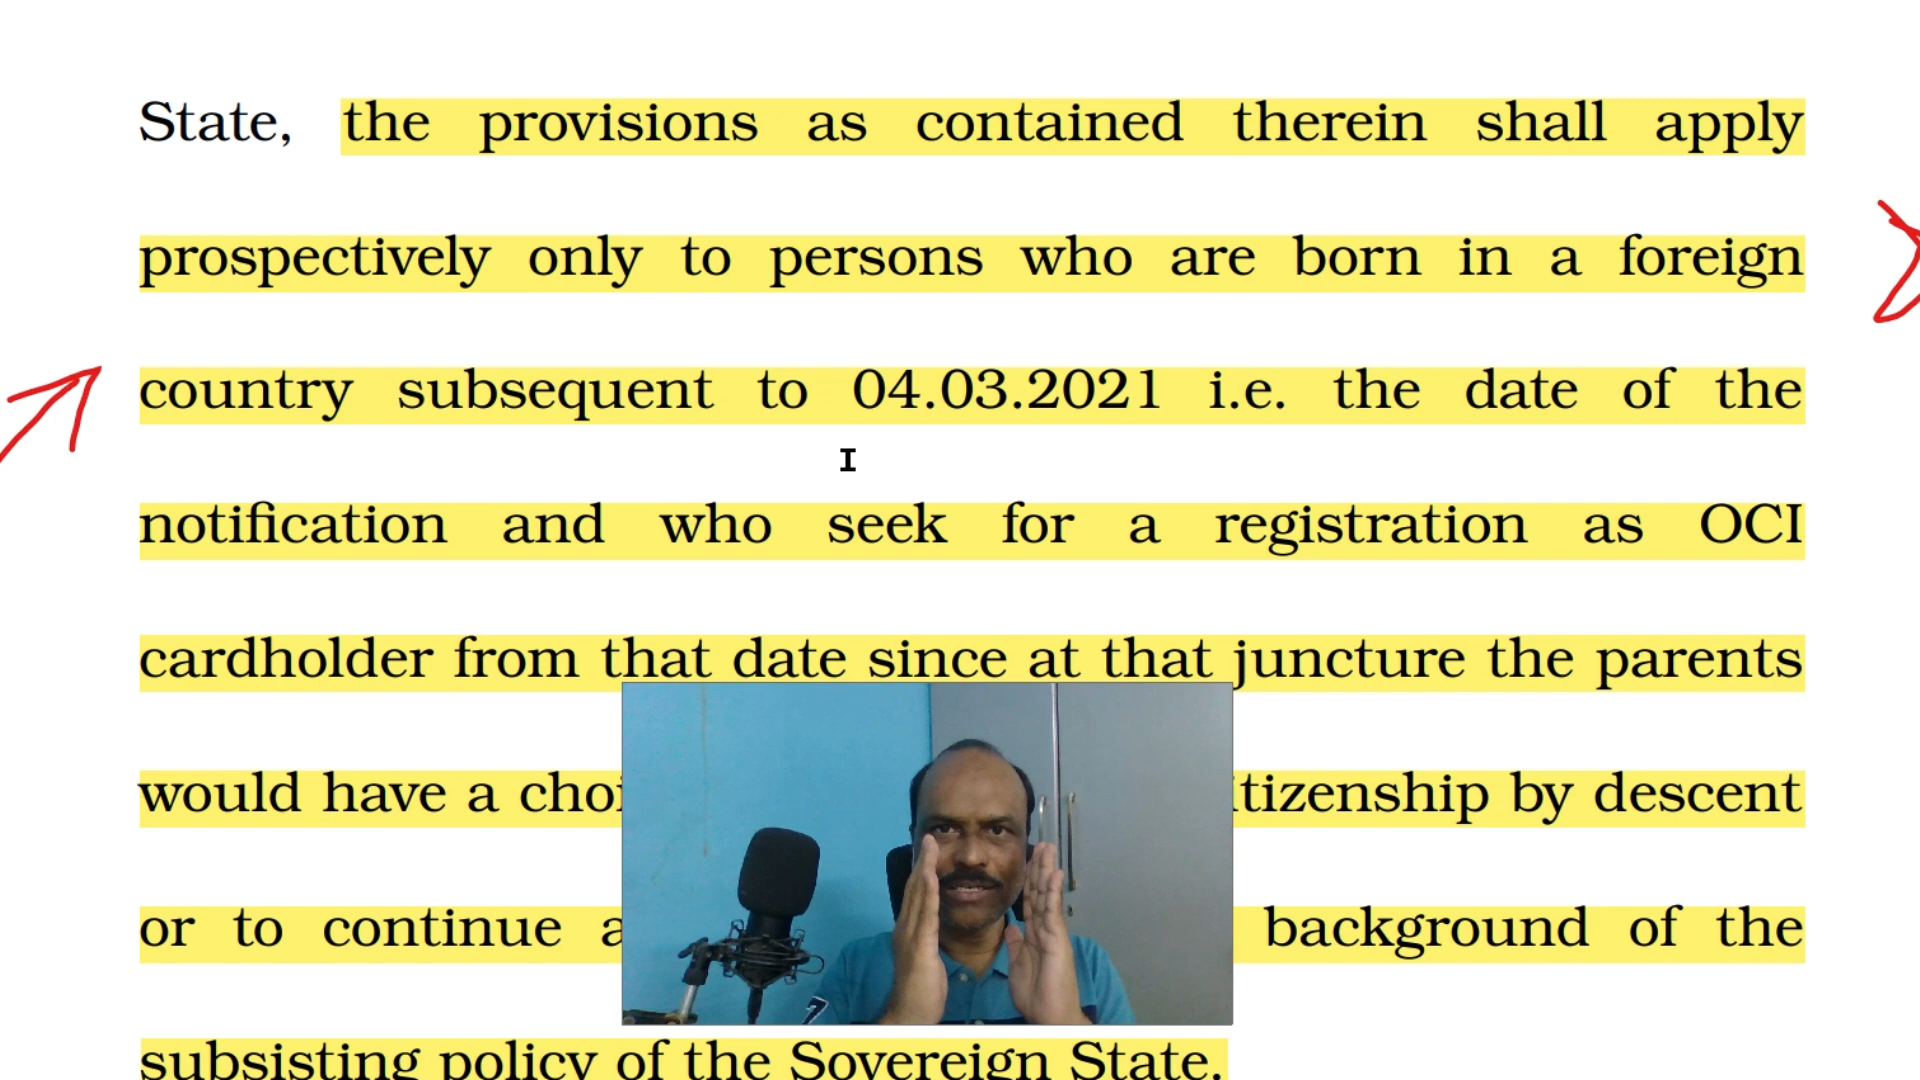 State, the provisions as contained therein shall apply
prospectively only to persons who are born in a foreign
country subsequent to 04.03.2021 i.e. the date of the
notification and who seek for a registration as OCI
cardholder from that date since at that juncture the parents
would have a itizenship by descent
or to continue background of the
subsisting policy of the Sovereign State.
7